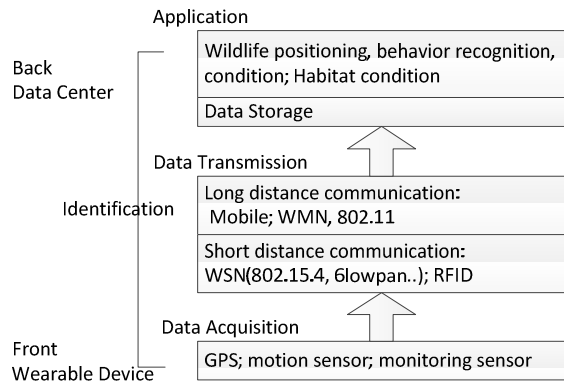 Application
Wildlife positioning, behavior recognition,
condition; Habitat condition
Back
Data Center
Data Storage
Data Transmission
Long distance communication:
Mobile; WMN, 802.11
Identification
Short distance communication:
WSN(802.15.4, 6lowpan..); RFID
Data Acquisition
Front
Wearable Device
GPS; motion sensor; monitoring sensor